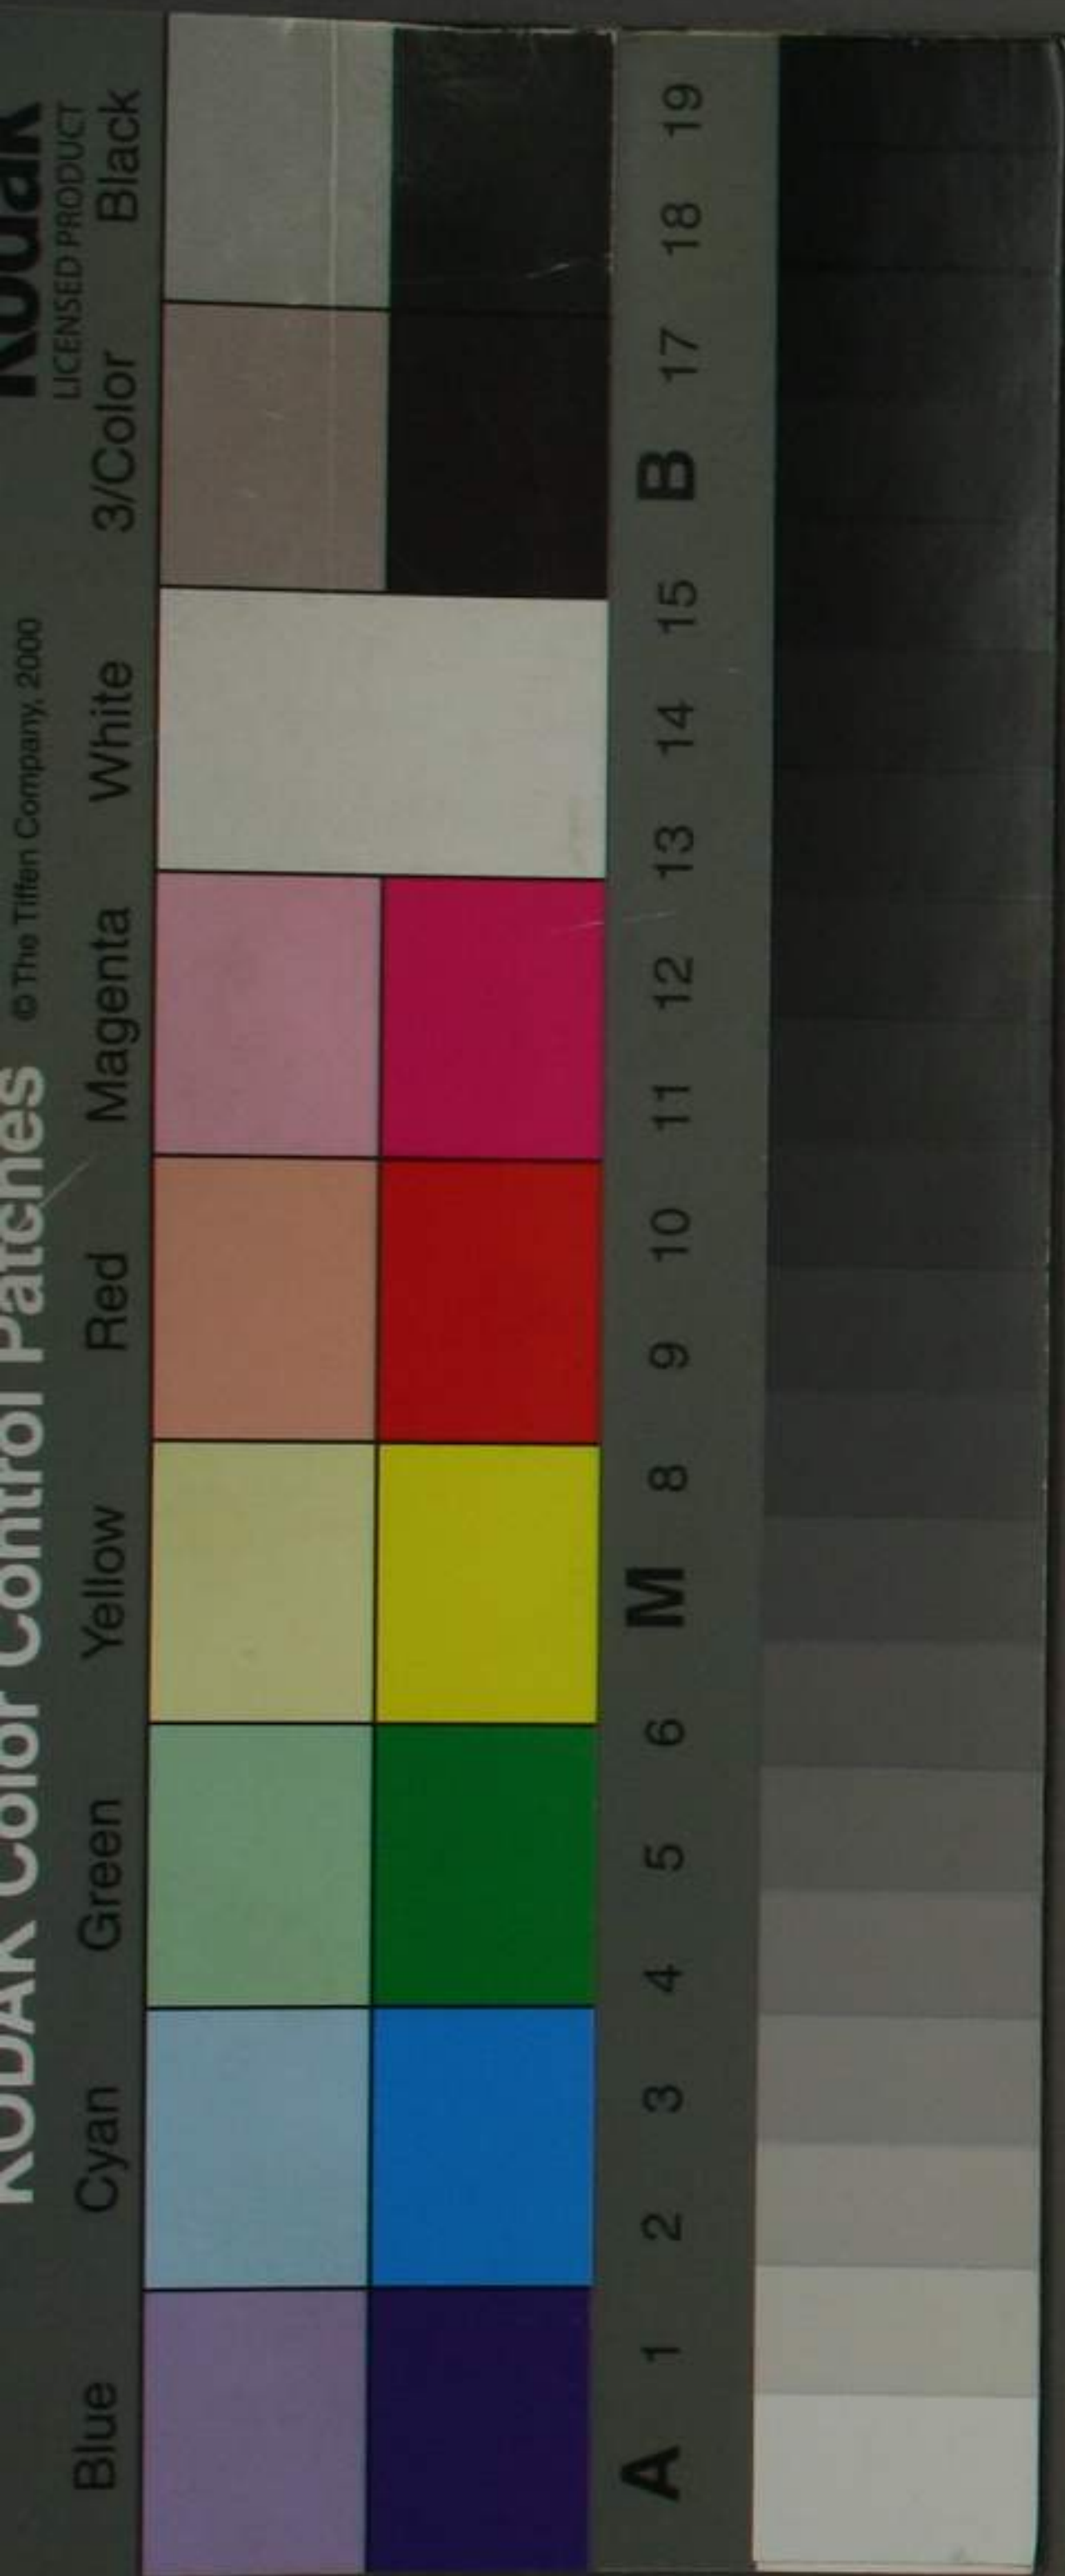 KODAK Color Control Patches © The Tiffen Company, 2000 Kodak
LICENSED PRODUCT
Blue Cyan Green Yellow Red Magenta White 3/Color Black
A 1 2 3 4 5 6 M 8 9 10 11 12 13 14 15 B 17 18 19